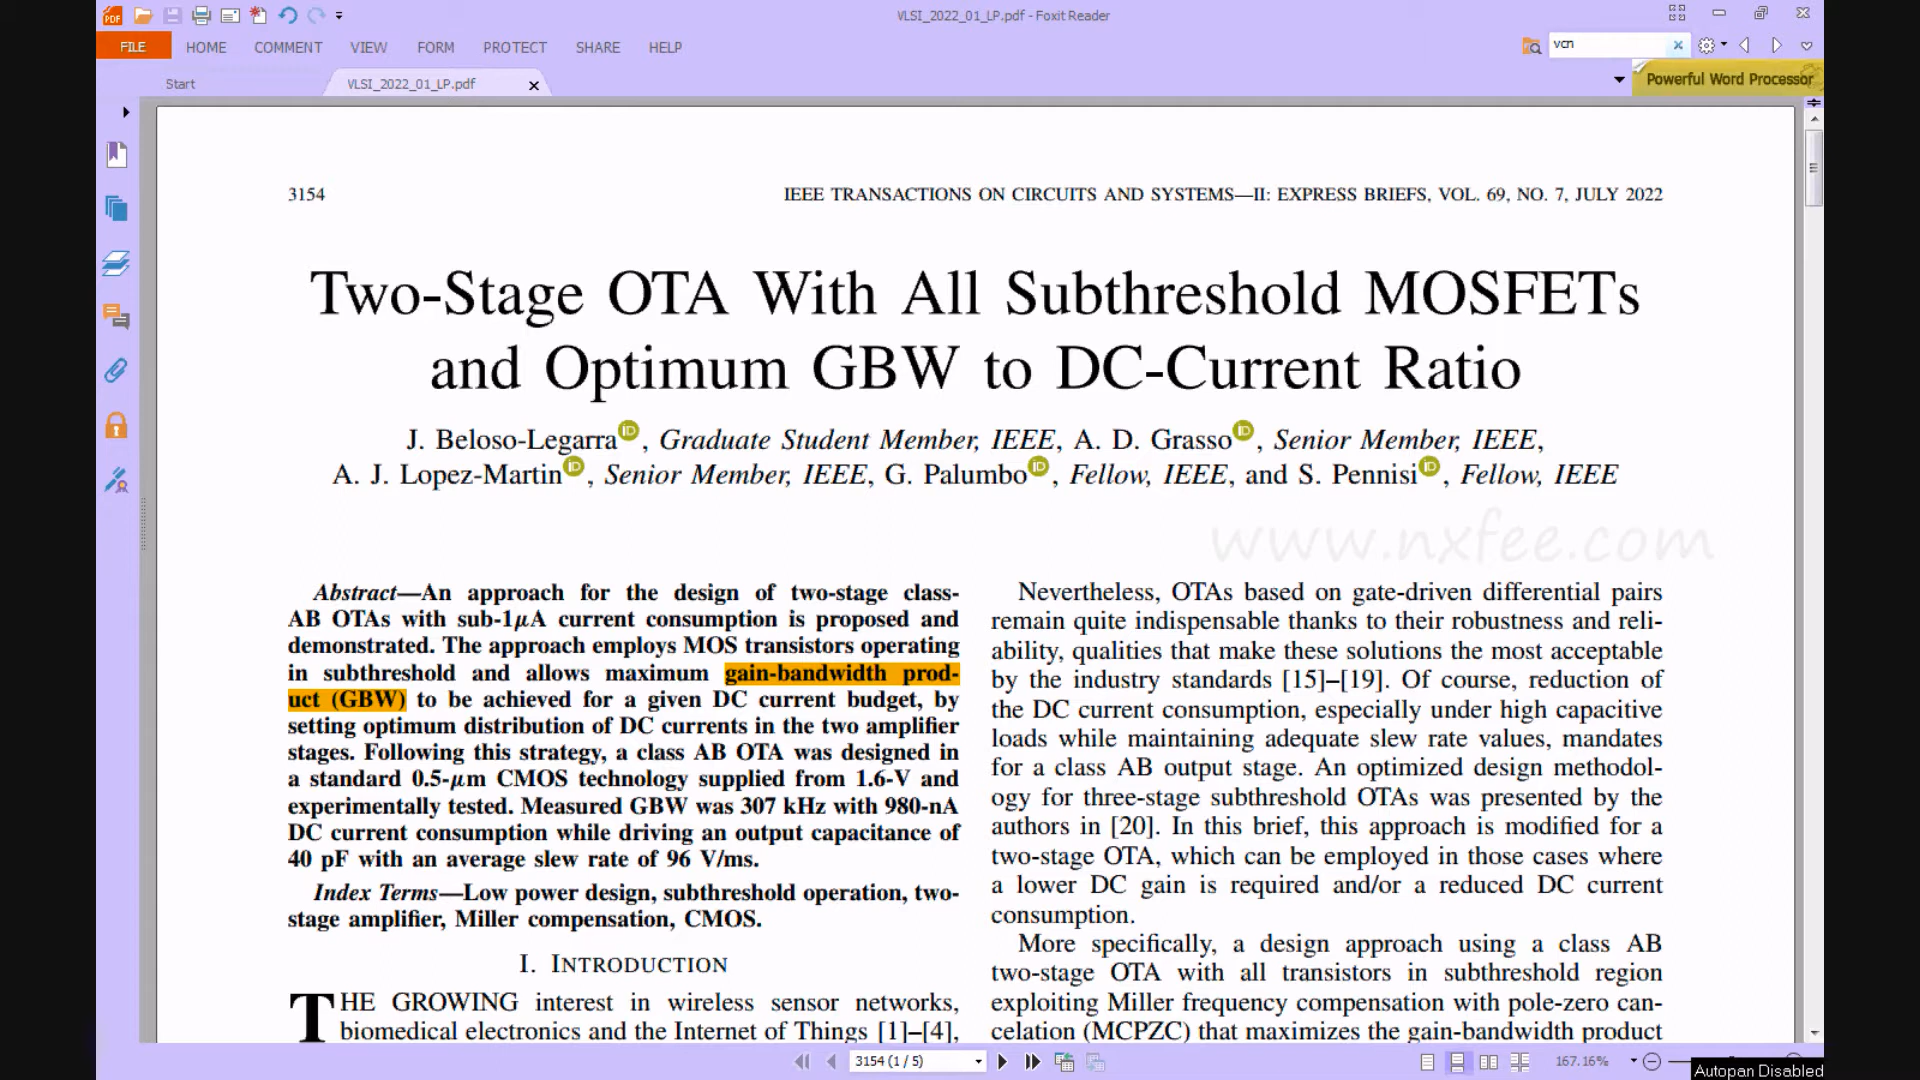 VLSI_2022_01_LP.pdf - Foxit Reader
FILE HOME COMMENT VIEW FORM PROTECT SHARE HELP
vcn
Start VLSI_2022_01_LP.pdf
Powerful Word Processor
3154 IEEE TRANSACTIONS ON CIRCUITS AND SYSTEMS—II: EXPRESS BRIEFS, VOL. 69, NO. 7, JULY 2022
Two-Stage OTA With All Subthreshold MOSFETs
and Optimum GBW to DC-Current Ratio
J. Beloso-Legarra, Graduate Student Member, IEEE, A. D. Grasso, Senior Member, IEEE,
A. J. Lopez-Martin, Senior Member, IEEE, G. Palumbo, Fellow, IEEE, and S. Pennisi, Fellow, IEEE
www.nxfee.com
Abstract—An approach for the design of two-stage class-
AB OTAs with sub-1μA current consumption is proposed and
demonstrated. The approach employs MOS transistors operating
in subthreshold and allows maximum gain-bandwidth prod-
uct (GBW) to be achieved for a given DC current budget, by
setting optimum distribution of DC currents in the two amplifier
stages. Following this strategy, a class AB OTA was designed in
a standard 0.5-μm CMOS technology supplied from 1.6-V and
experimentally tested. Measured GBW was 307 kHz with 980-nA
DC current consumption while driving an output capacitance of
40 pF with an average slew rate of 96 V/ms.
Index Terms—Low power design, subthreshold operation, two-
stage amplifier, Miller compensation, CMOS.
I. INTRODUCTION
THE GROWING interest in wireless sensor networks,
biomedical electronics and the Internet of Things [1]–[4],
Nevertheless, OTAs based on gate-driven differential pairs
remain quite indispensable thanks to their robustness and reli-
ability, qualities that make these solutions the most acceptable
by the industry standards [15]–[19]. Of course, reduction of
the DC current consumption, especially under high capacitive
loads while maintaining adequate slew rate values, mandates
for a class AB output stage. An optimized design methodol-
ogy for three-stage subthreshold OTAs was presented by the
authors in [20]. In this brief, this approach is modified for a
two-stage OTA, which can be employed in those cases where
a lower DC gain is required and/or a reduced DC current
consumption.
More specifically, a design approach using a class AB
two-stage OTA with all transistors in subthreshold region
exploiting Miller frequency compensation with pole-zero can-
celation (MCPZC) that maximizes the gain-bandwidth product
3154 (1 / 5)
167.16%
Autopan Disabled